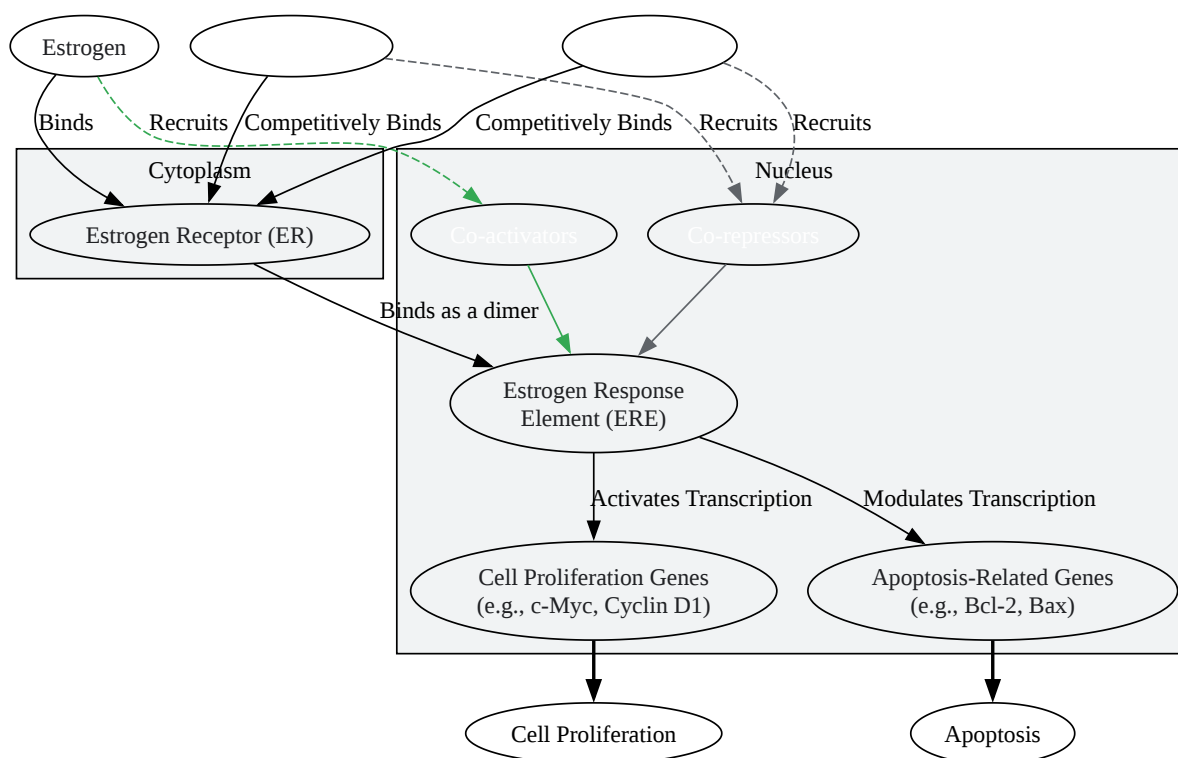 Estrogen
Binds
Recruits
Competitively Binds
Competitively Binds
Recruits
Recruits
Cytoplasm
Nucleus
Estrogen Receptor (ER)
Co-activators
Co-repressors
Binds as a dimer
Estrogen Response
Element (ERE)
Activates Transcription
Modulates Transcription
Cell Proliferation Genes
(e.g., c-Myc, Cyclin D1)
Apoptosis-Related Genes
(e.g., Bcl-2, Bax)
Cell Proliferation
Apoptosis